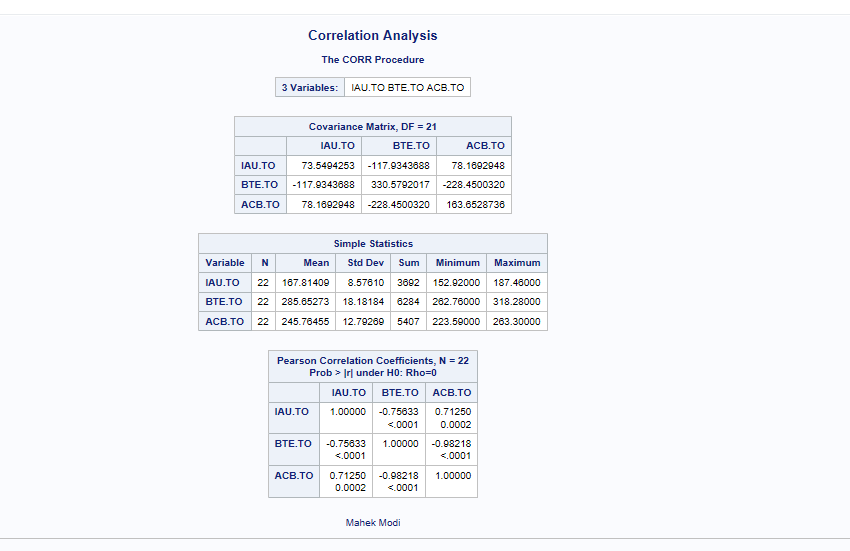 Correlation Analysis
The CORR Procedure
3 Variables: IAU.TO BTE.TO ACB.TO
Covariance Matrix, DF = 21
IAU.TO BTE.TO ACB.TO
IAU.TO 73.5494253 -117.9343688 78.1692948
BTE.TO -117.9343688 330.5792017 -228.4500320
ACB.TO 78.1692948 -228.4500320 163.6528736
Simple Statistics
Variable N Mean Std Dev Sum Minimum Maximum
IAU.TO 22 167.81409 8.57610 3692 152.92000 187.46000
BTE.TO 22 285.65273 18.18184 6284 262.76000 318.28000
ACB.TO 22 245.76455 12.79269 5407 223.59000 263.30000
Pearson Correlation Coefficients, N = 22
Prob > |r| under H0: Rho=0
IAU.TO BTE.TO ACB.TO
IAU.TO 1.00000 -0.75633 0.71250
<.0001 0.0002
BTE.TO -0.75633 1.00000 -0.98218
<.0001 <.0001
ACB.TO 0.71250 -0.98218 1.00000
0.0002 <.0001
Mahek Modi